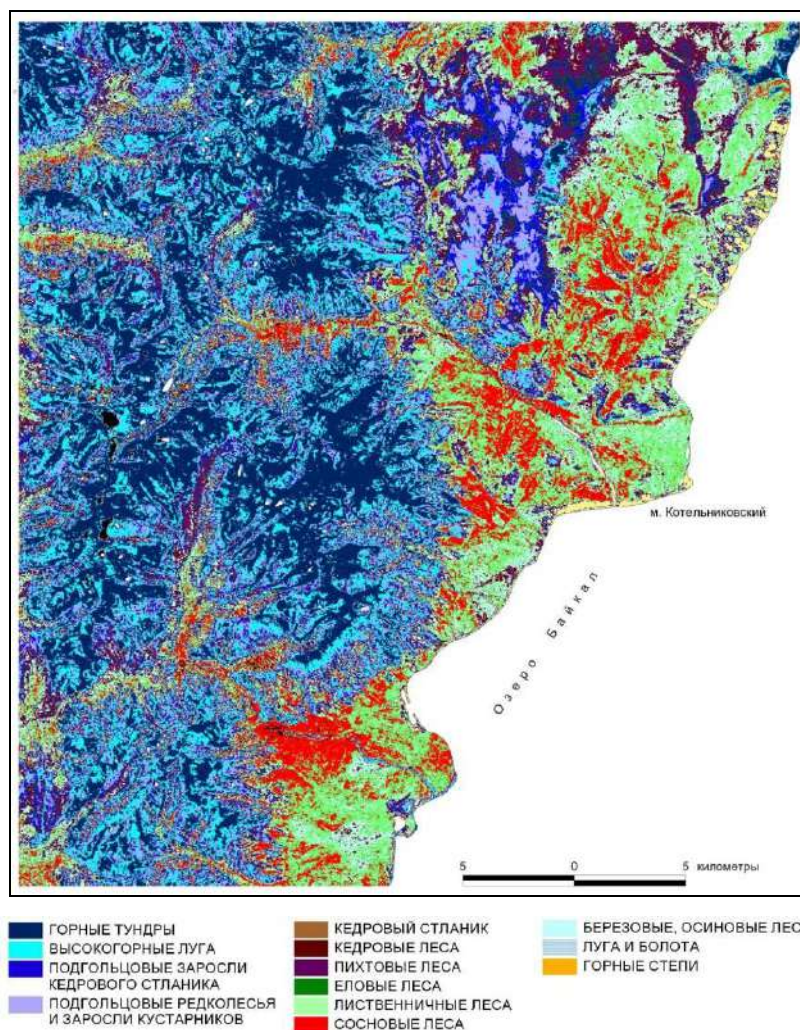 м. Котельниковский
Озеро Байкал
5 0 5 километры
ГОРНЫЕ ТУНДРЫ
ВЫСОКОГОРНЫЕ ЛУГА
ПОДГОЛЬЦОВЫЕ ЗАРОСЛИ
КЕДРОВОГО СТЛАНИКА
ПОДГОЛЬЦОВЫЕ РЕДКОЛЕСЬЯ
И ЗАРОСЛИ КУСТАРНИКОВ
КЕДРОВЫЙ СТЛАНИК
КЕДРОВЫЕ ЛЕСА
ПИХТОВЫЕ ЛЕСА
ЕЛОВЫЕ ЛЕСА
ЛИСТВЕННИЧНЫЕ ЛЕСА
СОСНОВЫЕ ЛЕСА
БЕРЕЗОВЫЕ, ОСИНОВЫЕ ЛЕС
ЛУГА И БОЛОТА
ГОРНЫЕ СТЕПИ